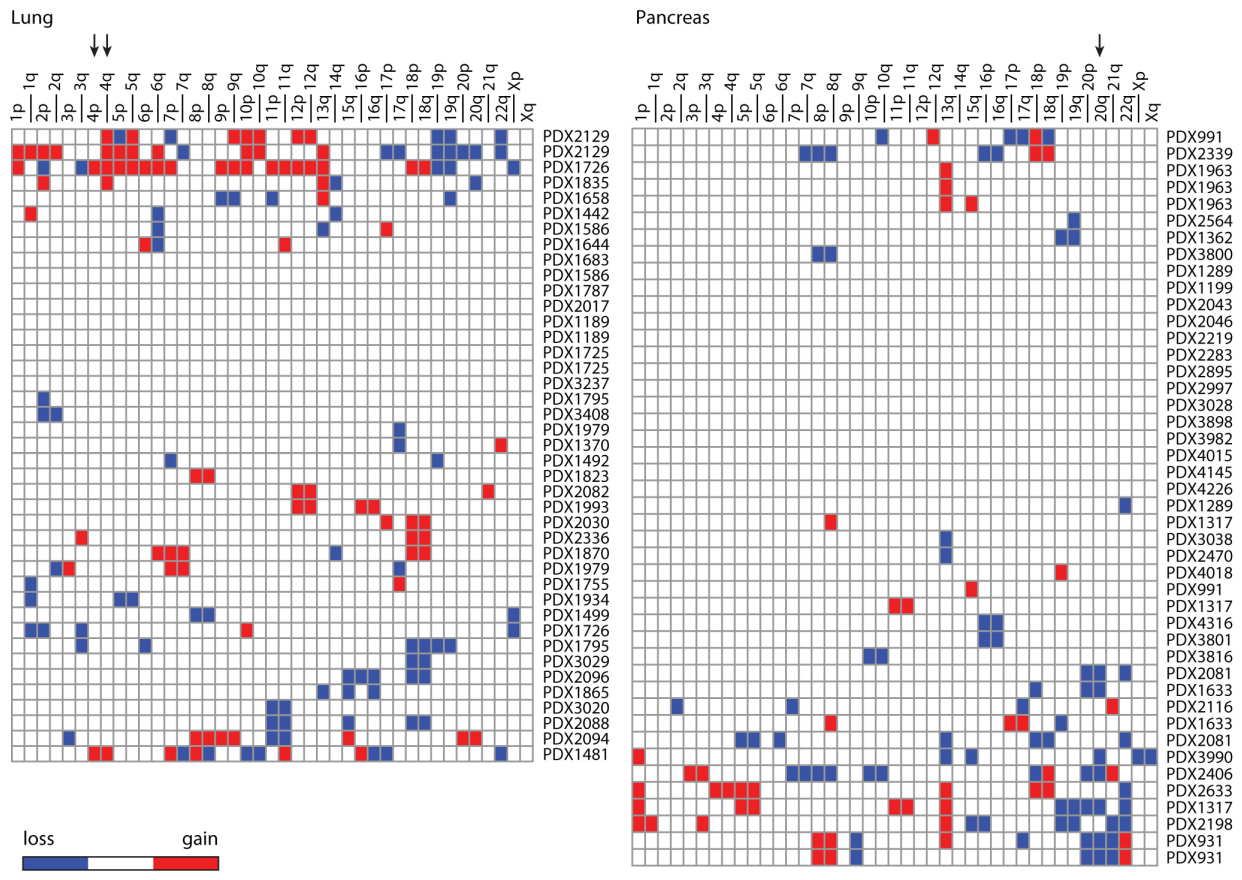 Lung
1q 2q 3q 4q 5q 6q 7q 8q 9q 10q 11q 12q 14q 16p 17p 18p 19p 20p 21q Xp
1p 2p 3p 4p 5p 6p 7p 8p 9p 10p 11p 12p 13q 15q 16q 17q 18q 19q 20q 22q Xq
PDX2129
PDX2129
PDX1726
PDX1835
PDX1658
PDX1442
PDX1586
PDX1644
PDX1683
PDX1586
PDX1787
PDX2017
PDX1189
PDX1189
PDX1725
PDX1725
PDX3237
PDX1795
PDX3408
PDX1979
PDX1370
PDX1492
PDX1823
PDX2082
PDX1993
PDX2030
PDX2336
PDX1870
PDX1979
PDX1755
PDX1934
PDX1499
PDX1726
PDX1795
PDX3029
PDX2096
PDX1865
PDX3020
PDX2088
PDX2094
PDX1481
loss gain
Pancreas
1q 2q 3q 4q 5q 6q 7q 8q 9q 10q 11q 12q 14q 16p 17p 18p 19p 20p 21q Xp
1p 2p 3p 4p 5p 6p 7p 8p 9p 10p 11p 12p 13q 15q 16q 17q 18q 19q 20q 22q Xq
PDX991
PDX2339
PDX1963
PDX1963
PDX1963
PDX2564
PDX1362
PDX3800
PDX1289
PDX1199
PDX2043
PDX2046
PDX2219
PDX2283
PDX2895
PDX2997
PDX3028
PDX3898
PDX3982
PDX4015
PDX4145
PDX4226
PDX1289
PDX1317
PDX3038
PDX2470
PDX4018
PDX991
PDX1317
PDX4316
PDX3801
PDX3816
PDX2081
PDX1633
PDX2116
PDX1633
PDX2081
PDX3990
PDX2406
PDX2633
PDX1317
PDX2198
PDX931
PDX931